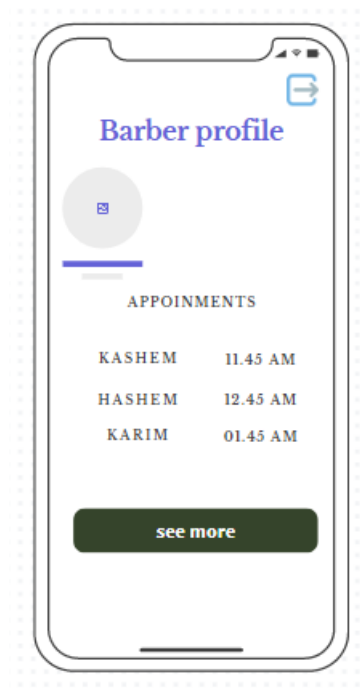 Barber profile
APPOINMENTS
KASHEM 11.45 AM
HASHEM 12.45 AM
KARIM 01.45 AM
see more